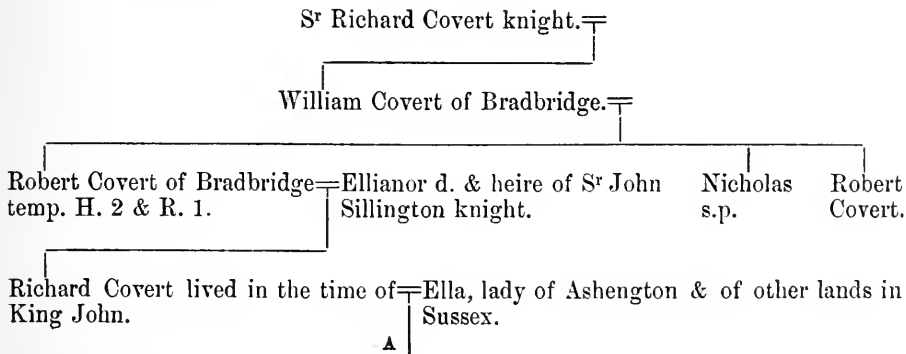 Sr Richard Covert knight.
William Covert of Bradbridge.
Robert Covert of Bradbridge
temp. H. 2 & R. 1.
Ellianor d. & heire of Sr John
Sillington knight.
Nicholas
s.p.
Robert
Covert.
Richard Covert lived in the time of
King John.
Ella, lady of Ashengton & of other lands in
Sussex.
A